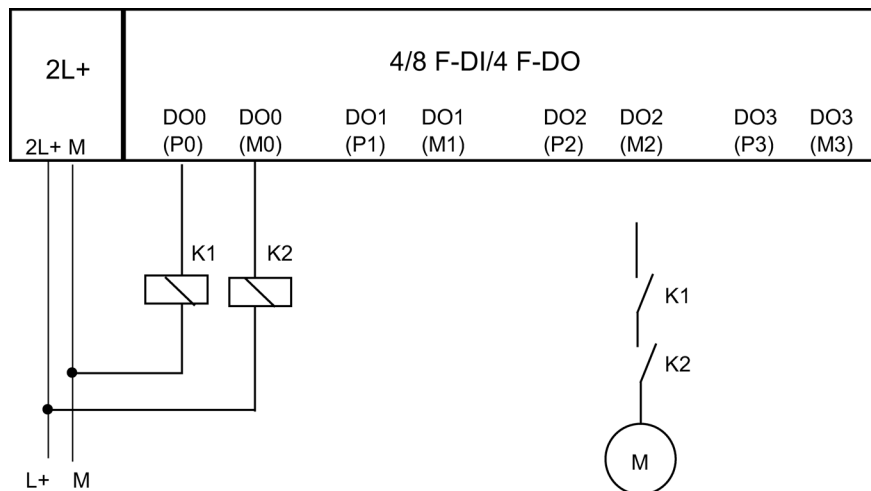 2L+
4/8 F-DI/4 F-DO
DO0 DO0 DO1 DO1 DO2 DO2 DO3 DO3
2L+ M (P0) (M0) (P1) (M1) (P2) (M2) (P3) (M3)
K1 K2
K1
K2
M
L+ M